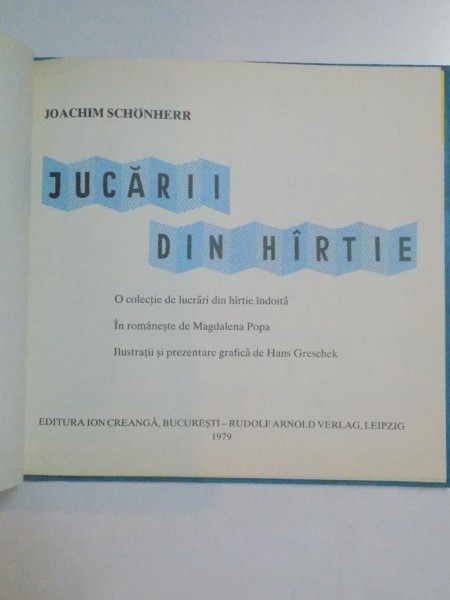 JOACHIM SCHÖNHERR
JUCĂRII
DIN HÎRTIE
O colecție de lucrări din hîrtie îndoită
În românește de Magdalena Popa
Ilustrații și prezentare grafică de Hans Greschek
EDITURA ION CREANGĂ, BUCUREȘTI – RUDOLF ARNOLD VERLAG, LEIPZIG
1979